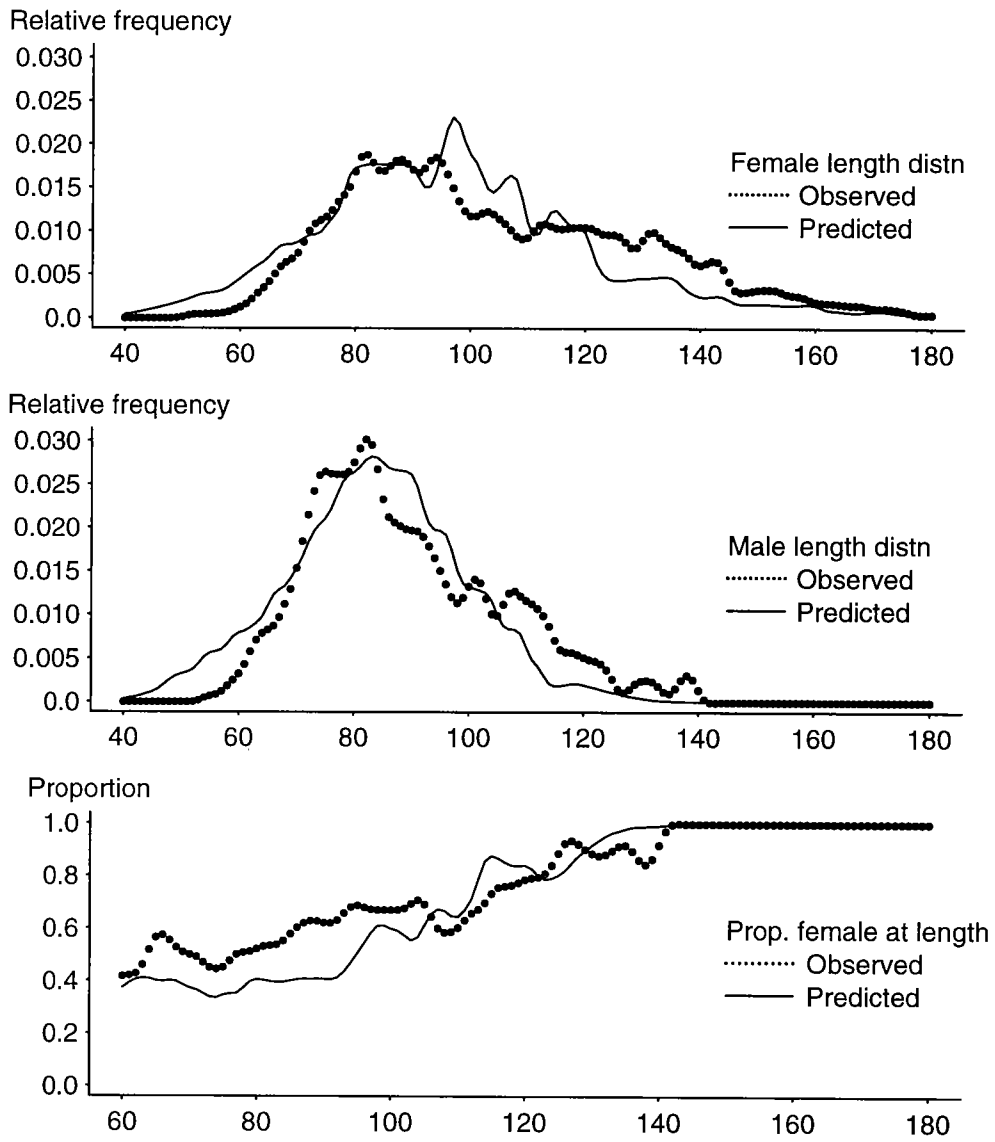 Relative frequency
0.030
0.025
0.020
0.015
0.010
0.005
0.0
Female length distn
Observed
Predicted
40 60 80 100 120 140 160 180
Relative frequency
0.030
0.025
0.020
0.015
0.010
0.005
0.0
Male length distn
Observed
Predicted
40 60 80 100 120 140 160 180
Proportion
1.0
0.8
0.6
0.4
0.2
0.0
Prop. female at length
Observed
Predicted
60 80 100 120 140 160 180